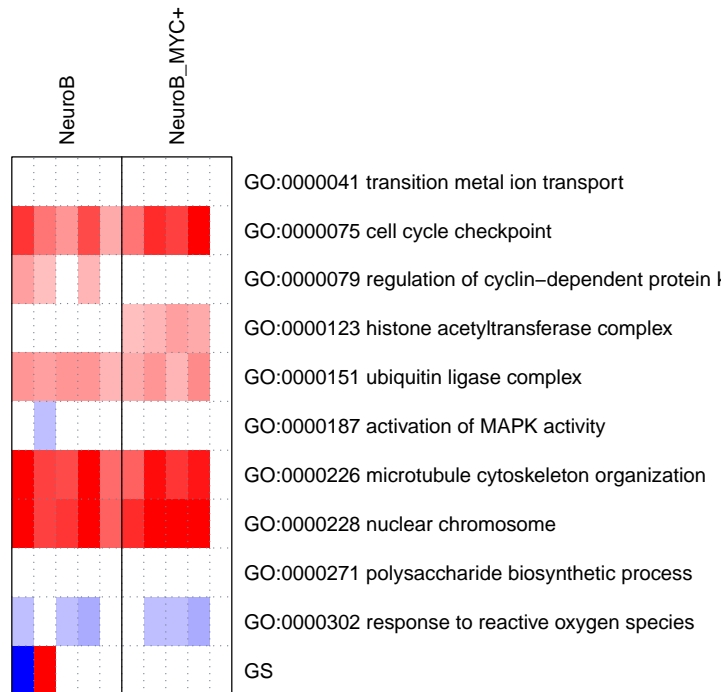 NeuroB
NeuroB_MYC+
GO:0000041 transition metal ion transport
GO:0000075 cell cycle checkpoint
GO:0000079 regulation of cyclin−dependent protein k
GO:0000123 histone acetyltransferase complex
GO:0000151 ubiquitin ligase complex
GO:0000187 activation of MAPK activity
GO:0000226 microtubule cytoskeleton organization
GO:0000228 nuclear chromosome
GO:0000271 polysaccharide biosynthetic process
GO:0000302 response to reactive oxygen species
GS